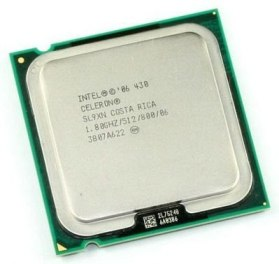 INTEL Ⓜ©'06 430
CELERON®
SL9XN COSTA RICA
1.80GHZ/512/800/06
3807A622